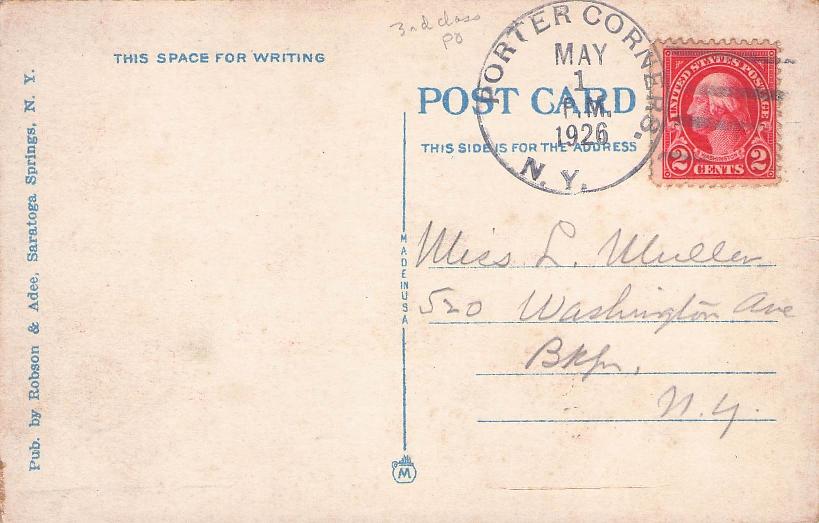 3rd class
PO
THIS SPACE FOR WRITING
PORTER CORNERS.
MAY
1
P.M.
1926
N. Y.
UNITED STATES POSTAGE
WASHINGTON
2 CENTS 2
POST CARD
THIS SIDE IS FOR THE ADDRESS
Pub. by Robson & Adee, Saratoga Springs, N. Y.
MADE IN USA
Miss L. Muller
520 Washington Ave
Bklyn,
N.Y.
M